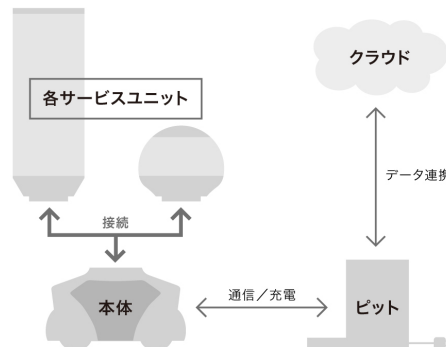 クラウド
各サービスユニット
データ連携
接続
通信／充電
本体
ピット